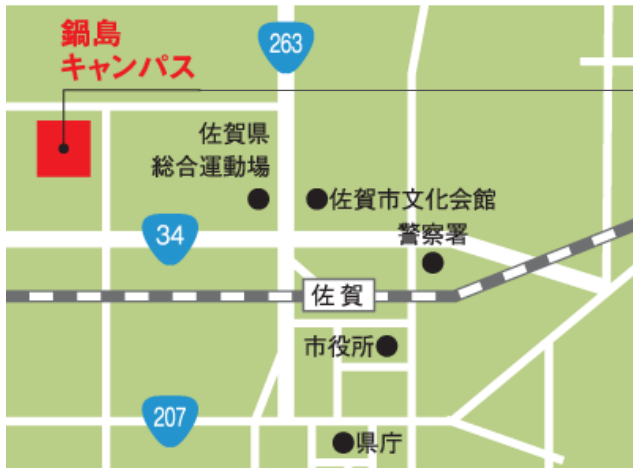 鍋島
キャンパス
263
佐賀県
総合運動場
佐賀市文化会館
警察署
34
佐賀
市役所
207
県庁